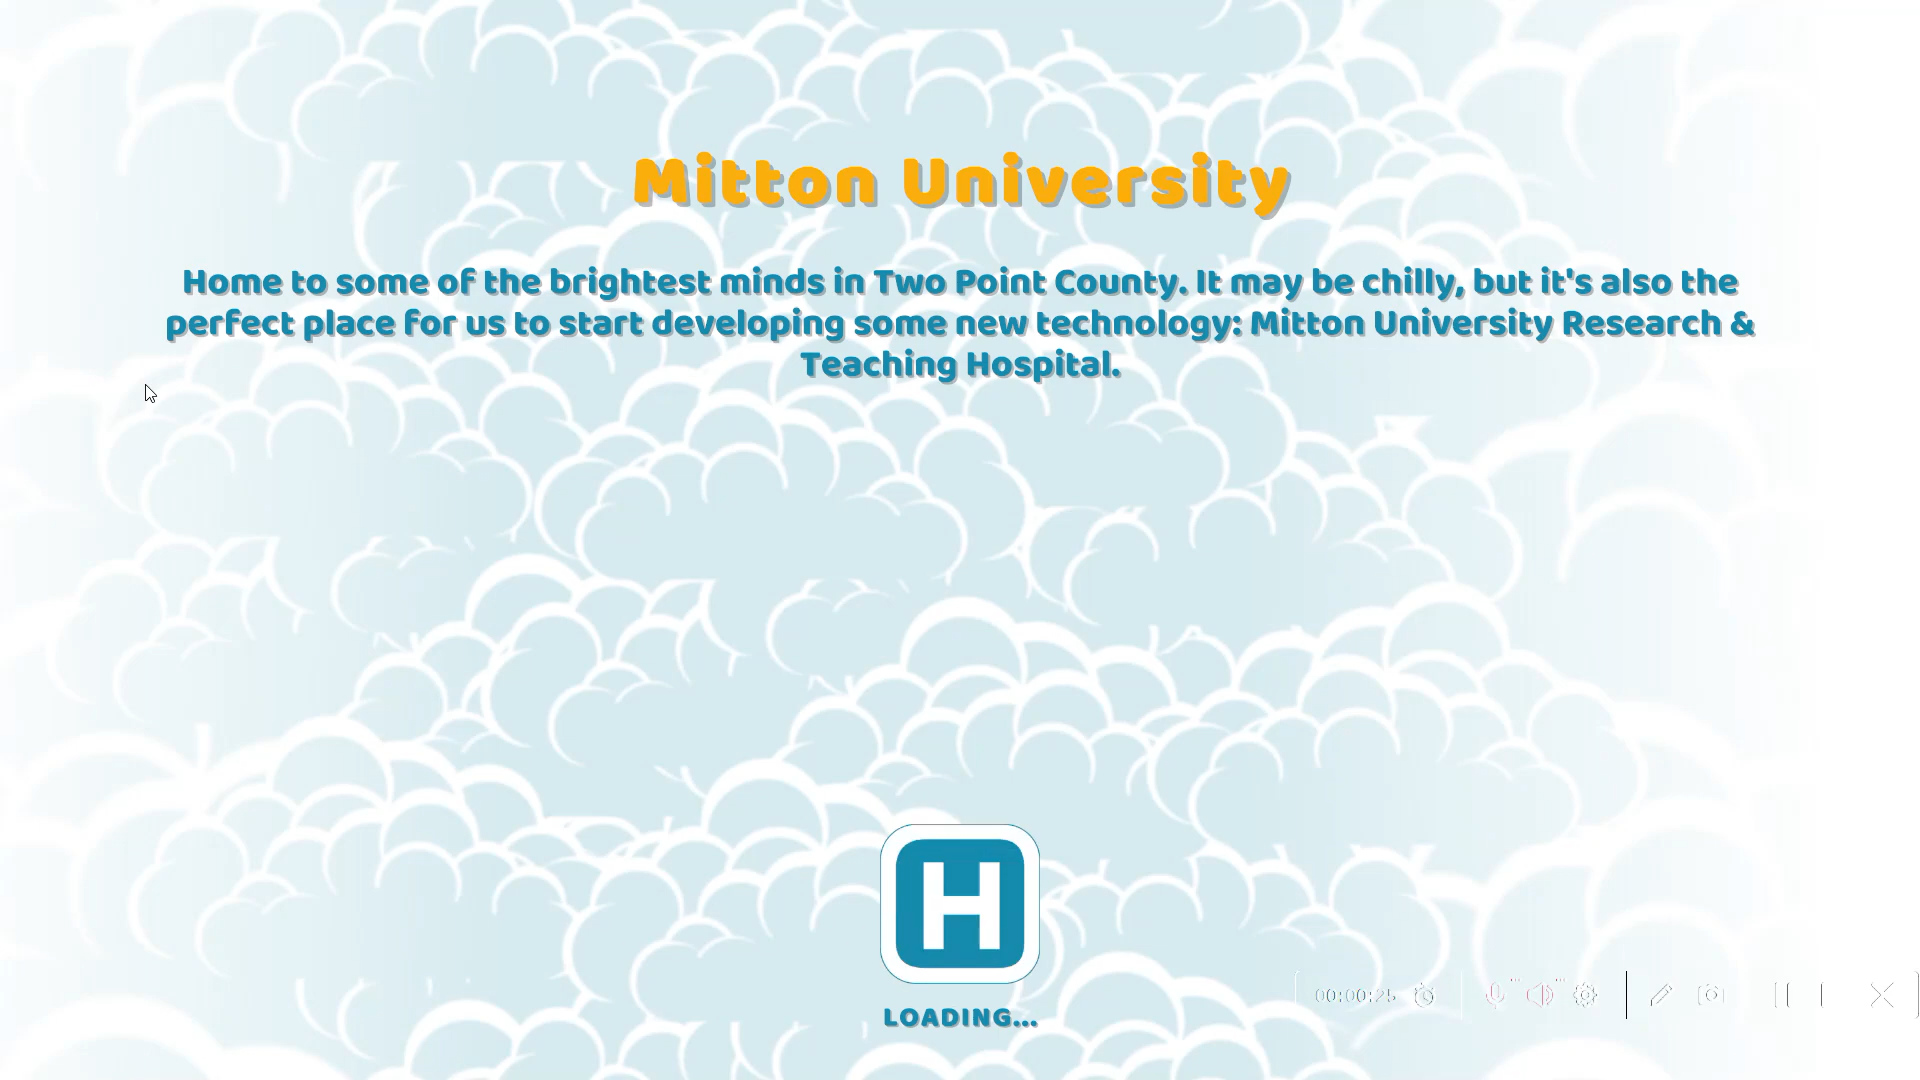 Mitton University
Home to some of the brightest minds in Two Point County. It may be chilly, but it's also the
perfect place for us to start developing some new technology: Mitton University Research &
Teaching Hospital.
H
00:00:25
LOADING...